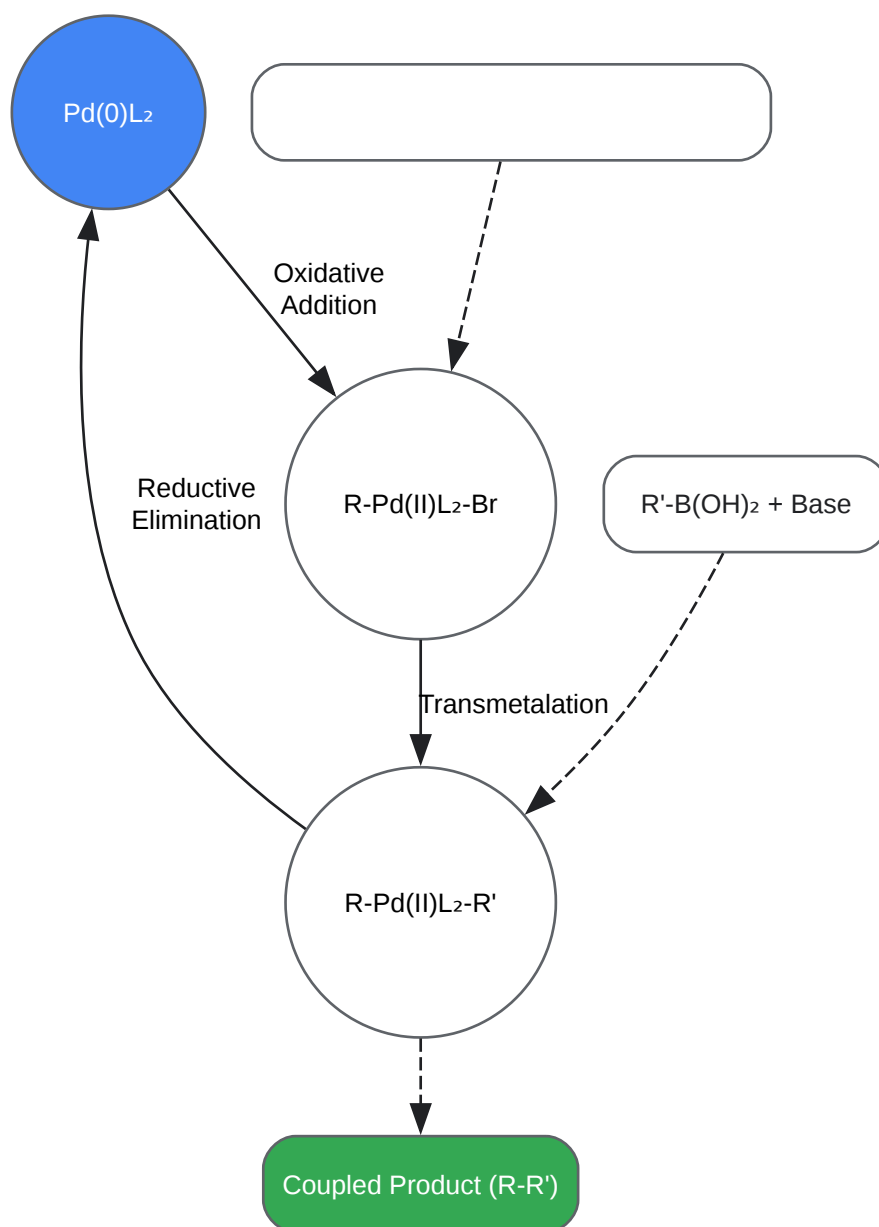 Pd(0)L₂
Oxidative
Addition
Reductive
Elimination
R-Pd(II)L₂-Br
R'-B(OH)₂ + Base
Transmetalation
R-Pd(II)L₂-R'
Coupled Product (R-R')